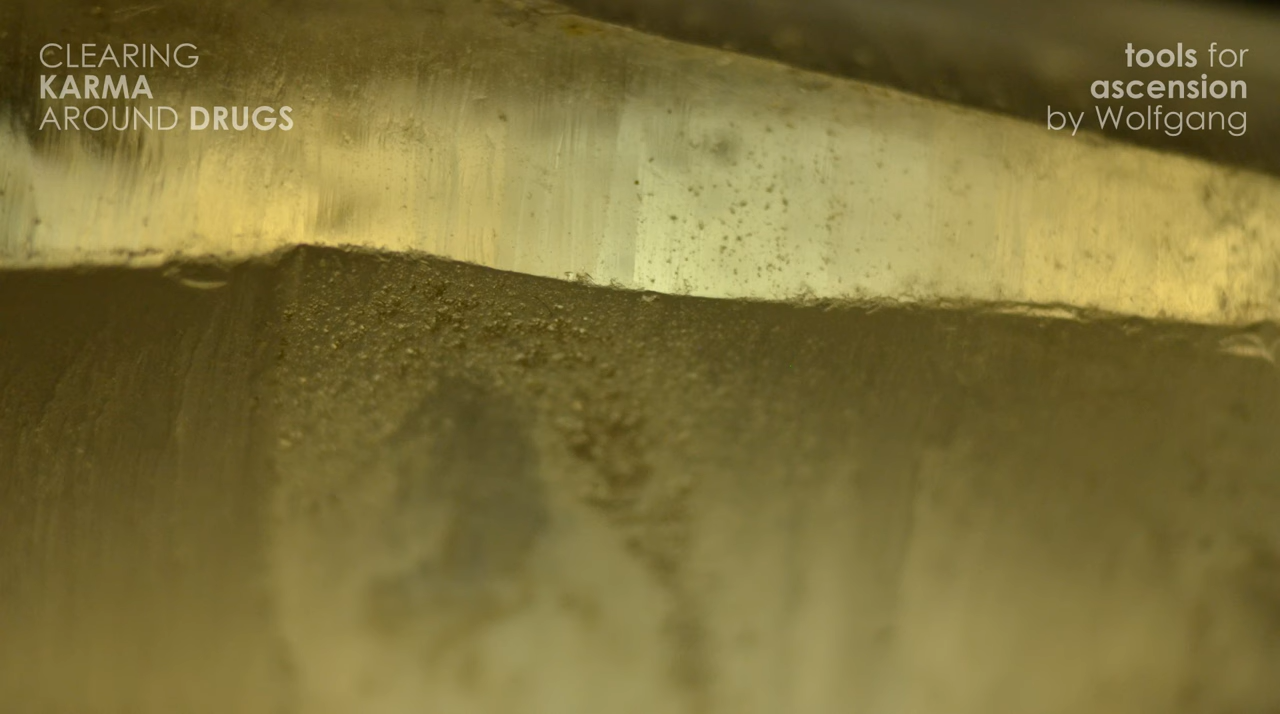 CLEARING
KARMA
AROUND DRUGS
tools for
ascension
by Wolfgang